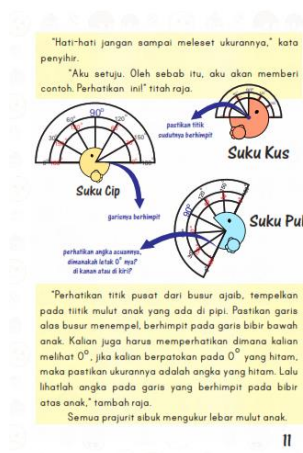 "Hati-hati jangan sampai meleset ukurannya," kata
penyihir.
"Aku setuju. Oleh sebab itu, aku akan memberi
contoh. Perhatikan ini!" titah raja.
90°
60°
120°
30°
150
pastikan titik
sudutnya berhimpit
Suku Kus
Suku Cip
garisnya berhimpit
90°
Suku Pul
perhatikan angka acuannya,
dimanakah letak 0° nya?
di kanan atau di kiri?
"Perhatikan titik pusat dari busur ajaib, tempelkan
pada tiitik mulut anak yang ada di pipi. Pastikan garis
alas busur menempel, berhimpit pada garis bibir bawah
anak. Kalian juga harus memperhatikan dimana kalian
melihat 0°, jika kalian berpatokan pada 0° yang hitam,
maka pastikan ukurannya adalah angka yang hitam. Lalu
lihatlah angka pada garis yang berhimpit pada bibir
atas anak," tambah raja.
Semua prajurit sibuk mengukur lebar mulut anak.
11